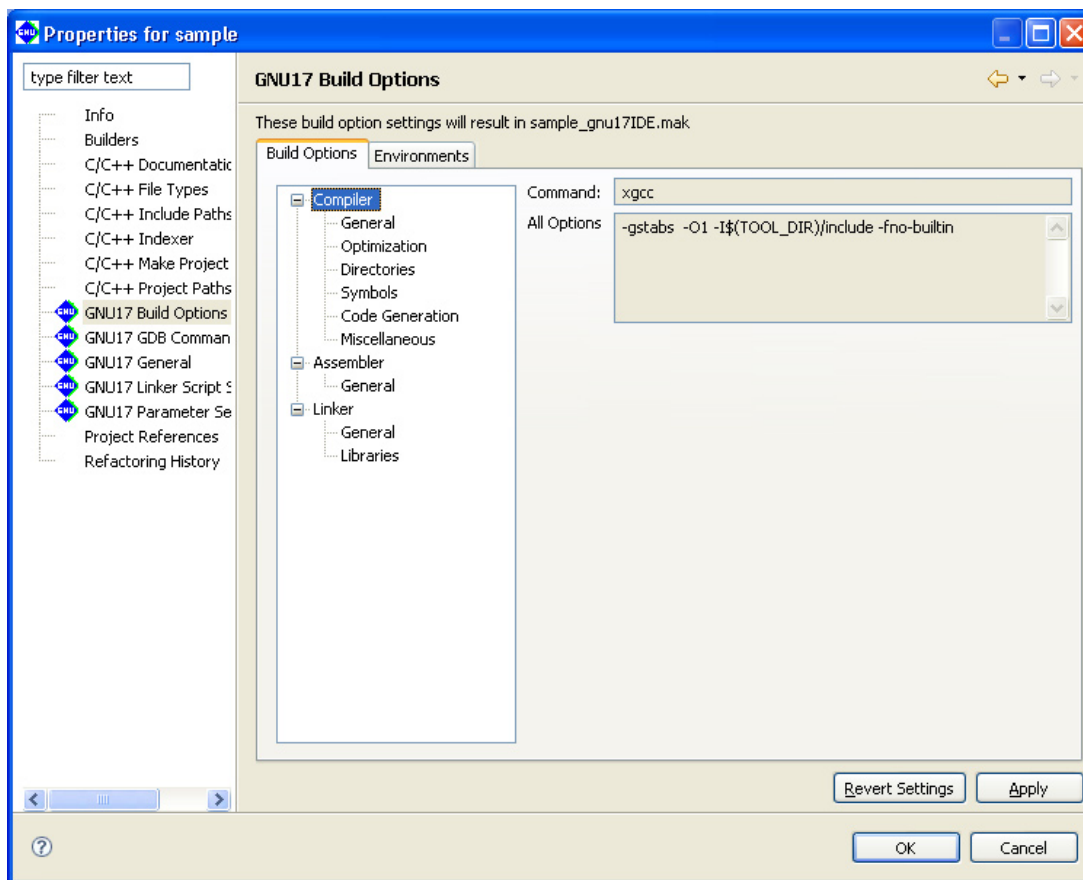 Properties for sample
type filter text
Info
Builders
C/C++ Documentatic
C/C++ File Types
C/C++ Include Paths
C/C++ Indexer
C/C++ Make Project
C/C++ Project Paths
GNU17 Build Options
GNU17 GDB Comman
GNU17 General
GNU17 Linker Script S
GNU17 Parameter Se
Project References
Refactoring History
GNU17 Build Options
These build option settings will result in sample_gnu17IDE.mak
Build Options
Environments
Compiler
General
Optimization
Directories
Symbols
Code Generation
Miscellaneous
Assembler
General
Linker
General
Libraries
Command: xgcc
All Options -gstabs -O1 -I$(TOOL_DIR)/include -fno-builtin
Revert Settings
Apply
OK
Cancel